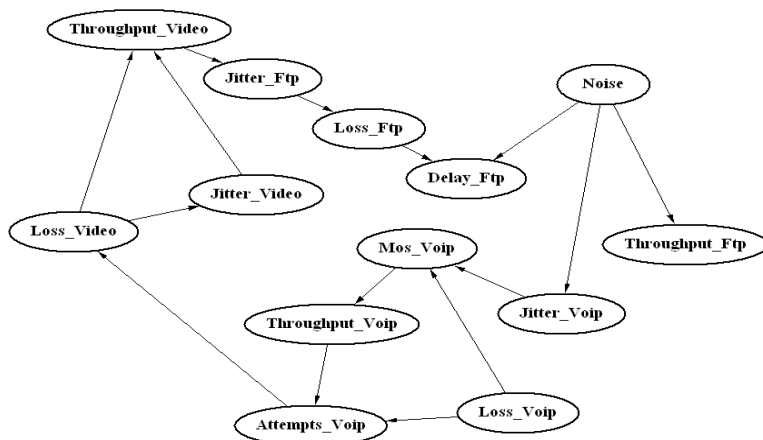 Throughput_Video
Jitter_Ftp
Noise
Loss_Ftp
Delay_Ftp
Jitter_Video
Loss_Video
Throughput_Ftp
Mos_Voip
Jitter_Voip
Throughput_Voip
Loss_Voip
Attempts_Voip